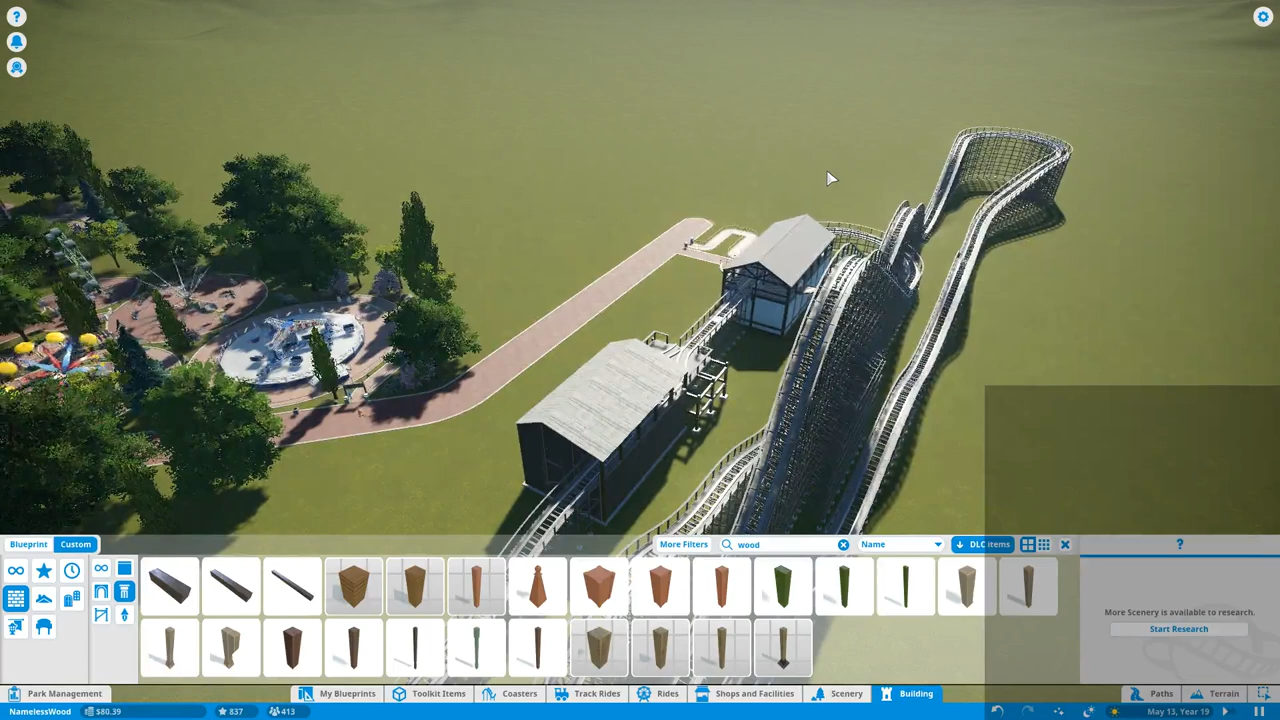 ?
Blueprint
Custom
More Filters
wood
Name
DLC items
?
More Scenery is available to research.
Start Research
Park Management
My Blueprints
Toolkit Items
Coasters
Track Rides
Rides
Shops and Facilities
Scenery
Building
Paths
Terrain
NamelessWood
$80.39
837
413
May 13, Year 19